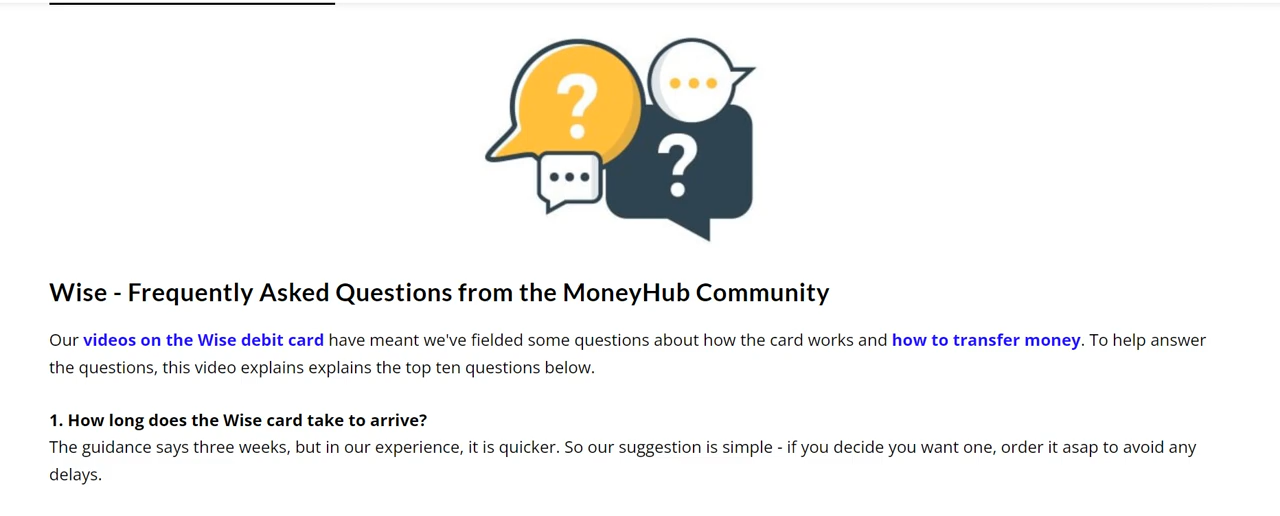 Wise - Frequently Asked Questions from the MoneyHub Community
Our videos on the Wise debit card have meant we've fielded some questions about how the card works and how to transfer money. To help answer
the questions, this video explains explains the top ten questions below.
1. How long does the Wise card take to arrive?
The guidance says three weeks, but in our experience, it is quicker. So our suggestion is simple - if you decide you want one, order it asap to avoid any
delays.